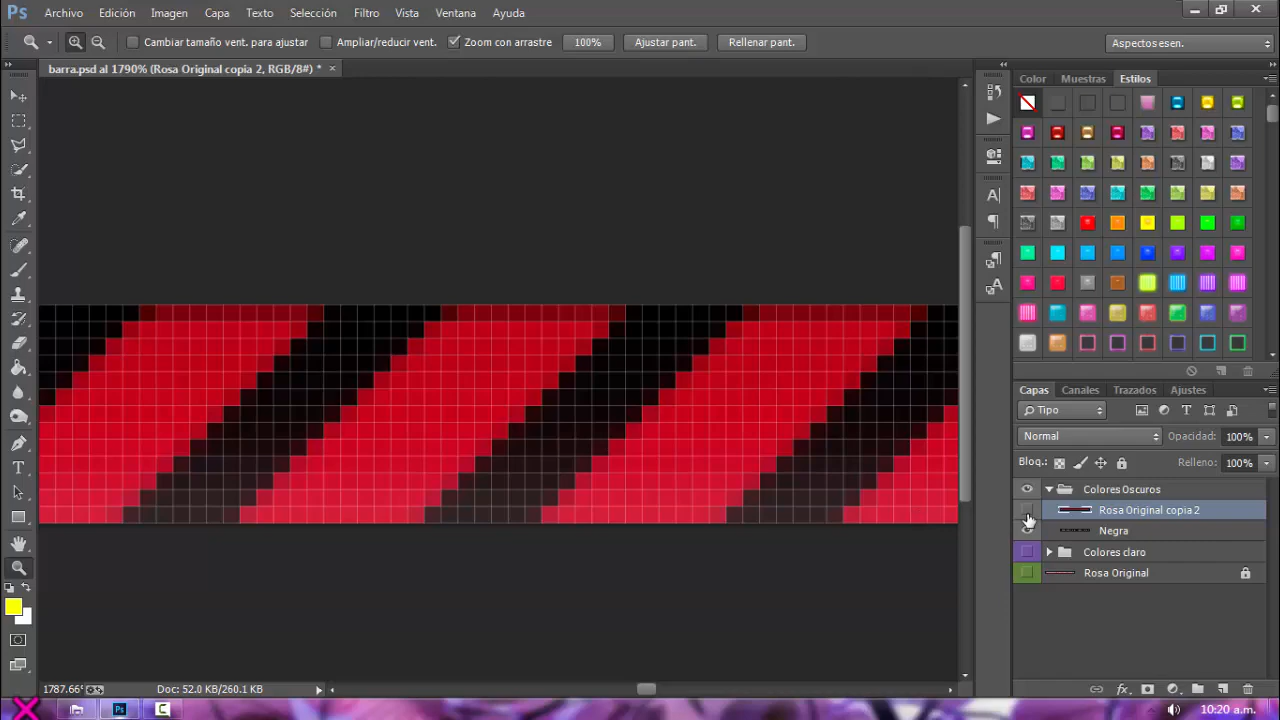 Ps Archivo Edición Imagen Capa Texto Selección Filtro Vista Ventana Ayuda
Cambiar tamaño vent. para ajustar Ampliar/reducir vent. Zoom con arrastre 100% Ajustar pant. Rellenar pant. Aspectos esen.
barra.psd al 1790% (Rosa Original copia 2, RGB/8#) * ×
Color Muestras Estilos
Capas Canales Trazados Ajustes
Tipo
Normal Opacidad: 100%
Bloq.: Relleno: 100%
Colores Oscuros
Rosa Original copia 2
Negra
Colores claro
Rosa Original
1787.66% Doc: 52.0 KB/260.1 KB
10:20 a.m.